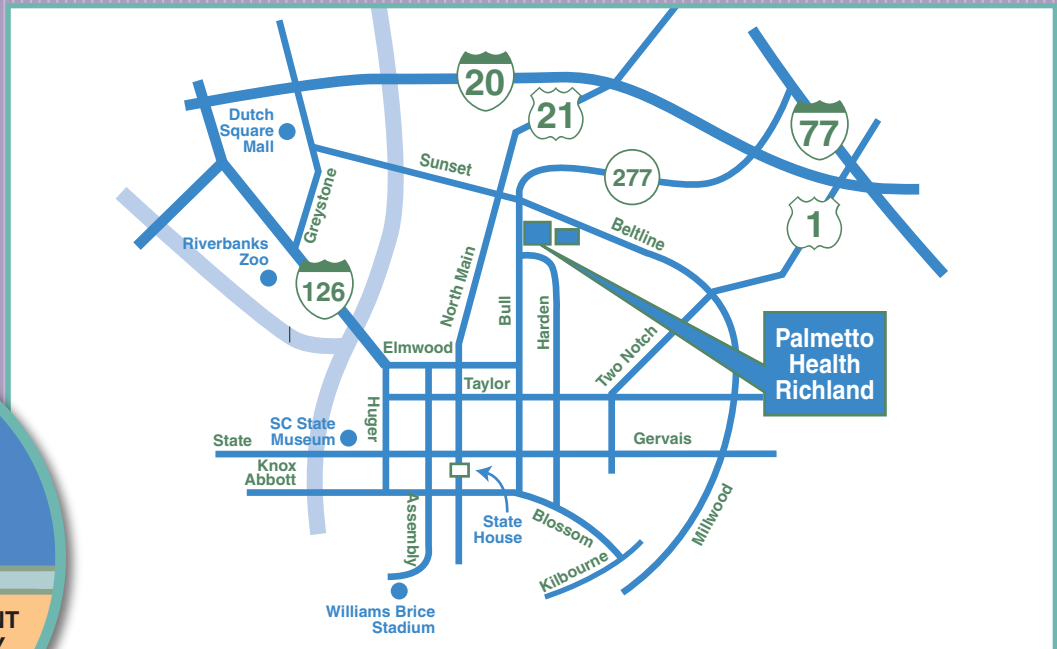 20
21
77
Dutch
Square
Mall
Sunset
277
Greystone
1
Beltline
Riverbanks
Zoo
126
North Main
Bull
Harden
Two Notch
Palmetto
Health
Richland
Elmwood
Taylor
Huger
SC State
Museum
State
Gervais
Knox
Abbott
Assembly
State
House
Blossom
Millwood
Kilbourne
Williams Brice
Stadium